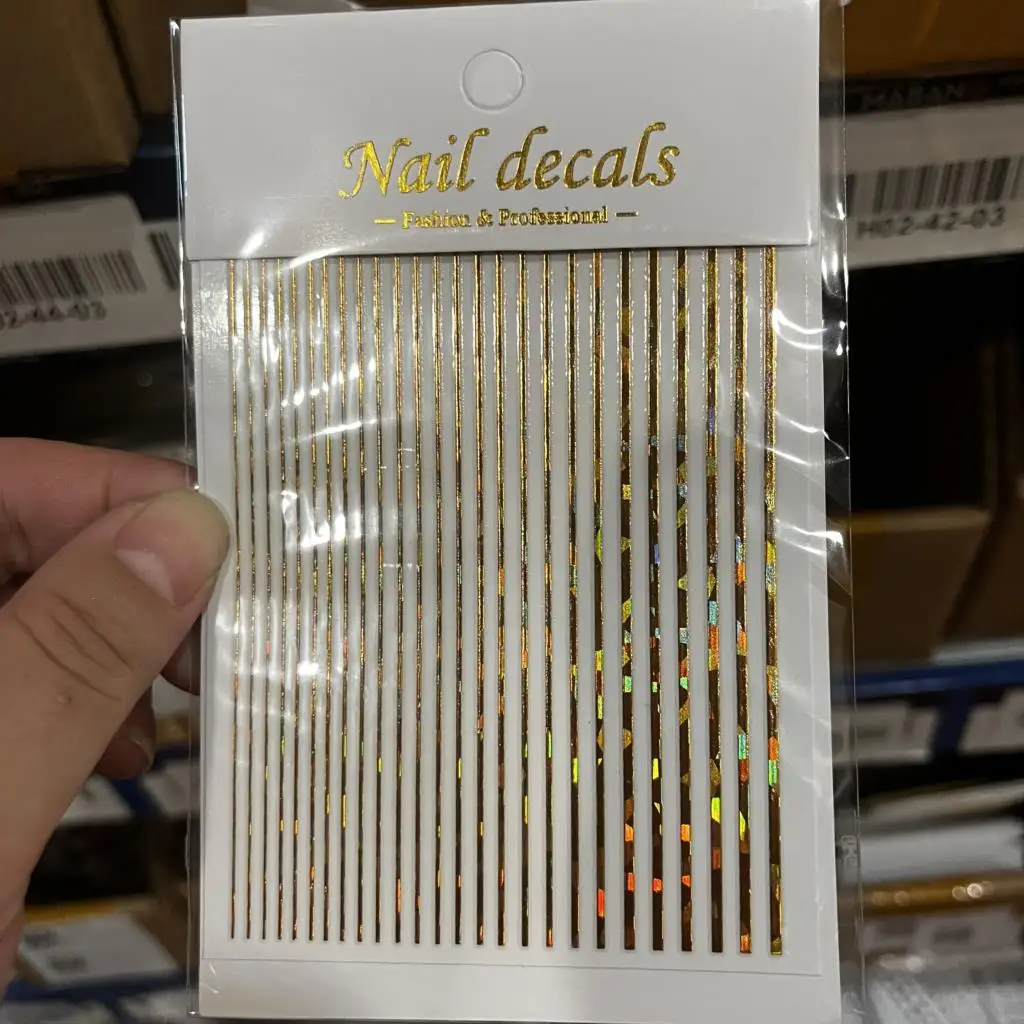 Nail decals
— Fashion & Professional —
H02-42-03